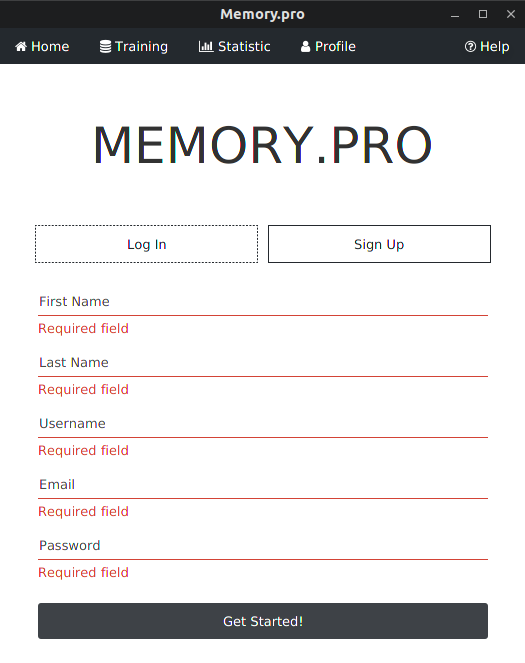 Memory.pro
Home Training Statistic Profile Help
MEMORY.PRO
Log In Sign Up
First Name
Required field
Last Name
Required field
Username
Required field
Email
Required field
Password
Required field
Get Started!